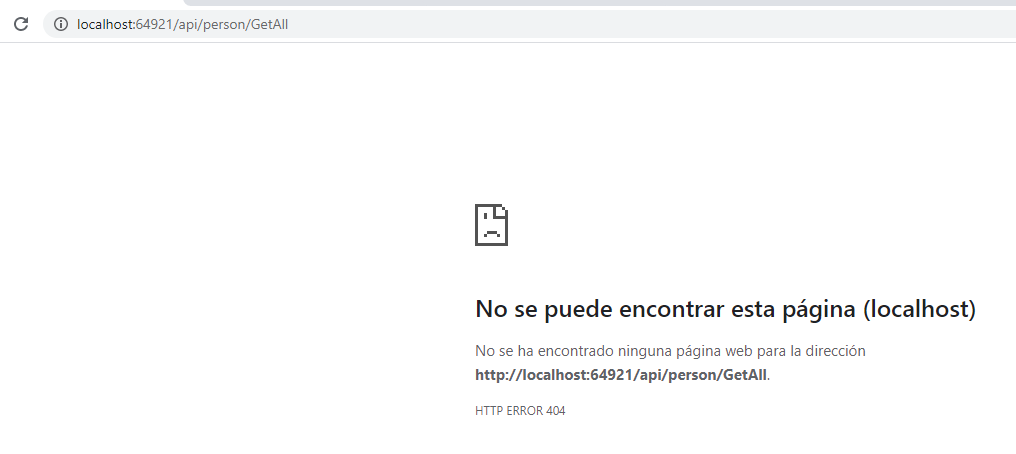 localhost:64921/api/person/GetAll
No se puede encontrar esta página (localhost)
No se ha encontrado ninguna página web para la dirección
http://localhost:64921/api/person/GetAll.
HTTP ERROR 404